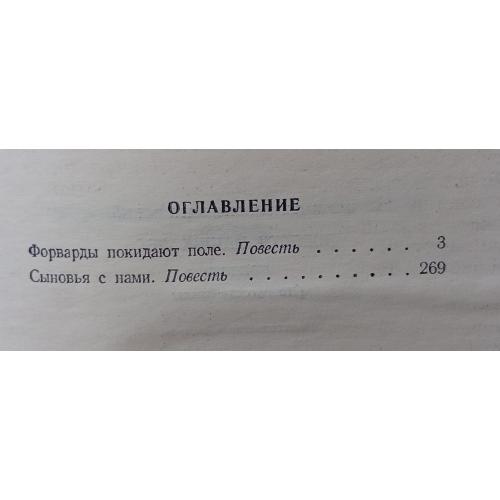 ОГЛАВЛЕНИЕ
Форварды покидают поле. Повесть . . . . . . 3
Сыновья с нами. Повесть . . . . . . . . . . 269